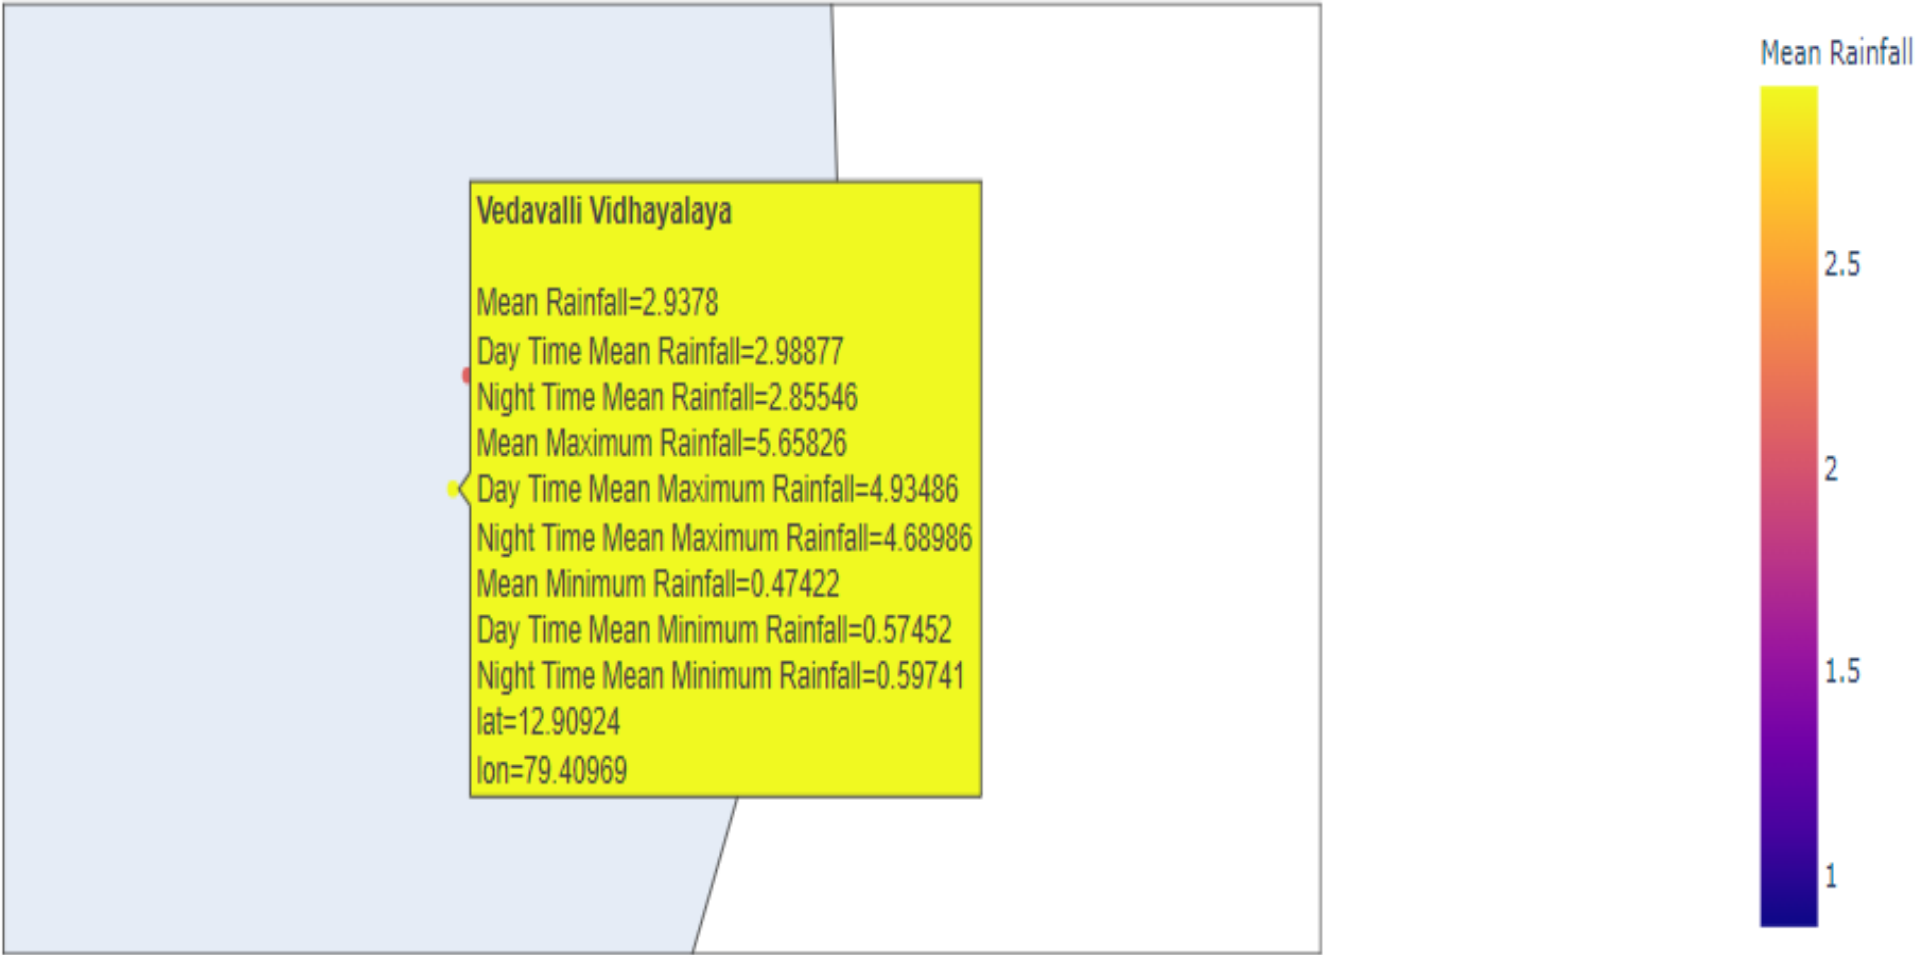 Mean Rainfall
Vedavalli Vidhayalaya
Mean Rainfall=2.9378
Day Time Mean Rainfall=2.98877
Night Time Mean Rainfall=2.85546
Mean Maximum Rainfall=5.65826
Day Time Mean Maximum Rainfall=4.93486
Night Time Mean Maximum Rainfall=4.68986
Mean Minimum Rainfall=0.47422
Day Time Mean Minimum Rainfall=0.57452
Night Time Mean Minimum Rainfall=0.59741
lat=12.90924
lon=79.40969
2.5
2
1.5
1